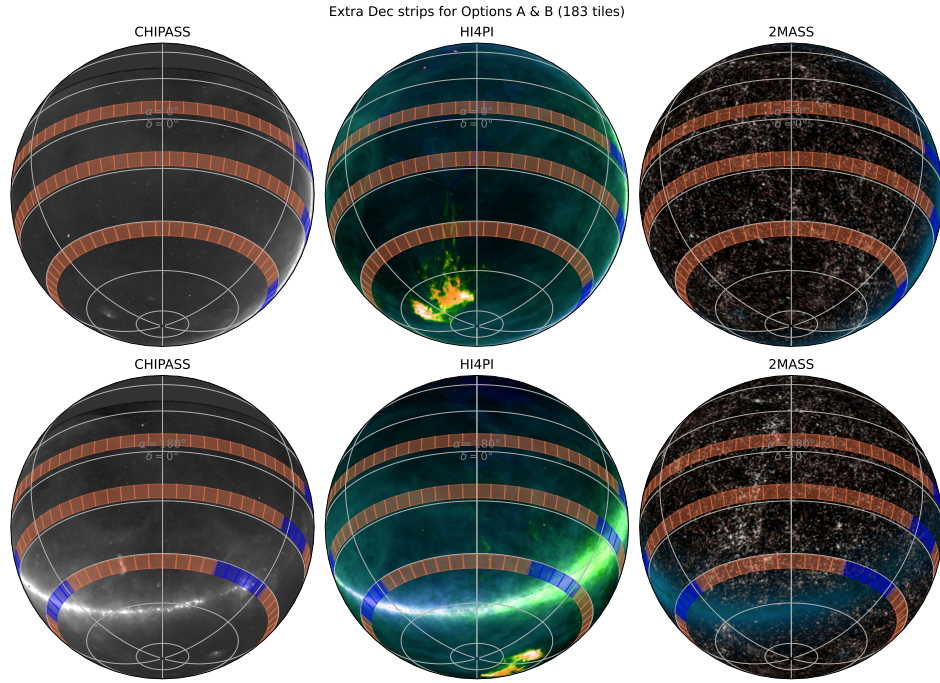 Extra Dec strips for Options A & B (183 tiles)
CHIPASS
HI4PI
2MASS
α = 0°
α = 0°
α = 0°
δ = 0°
δ = 0°
δ = 0°
CHIPASS
HI4PI
2MASS
α = 180°
α = 180°
α = 180°
δ = 0°
δ = 0°
δ = 0°